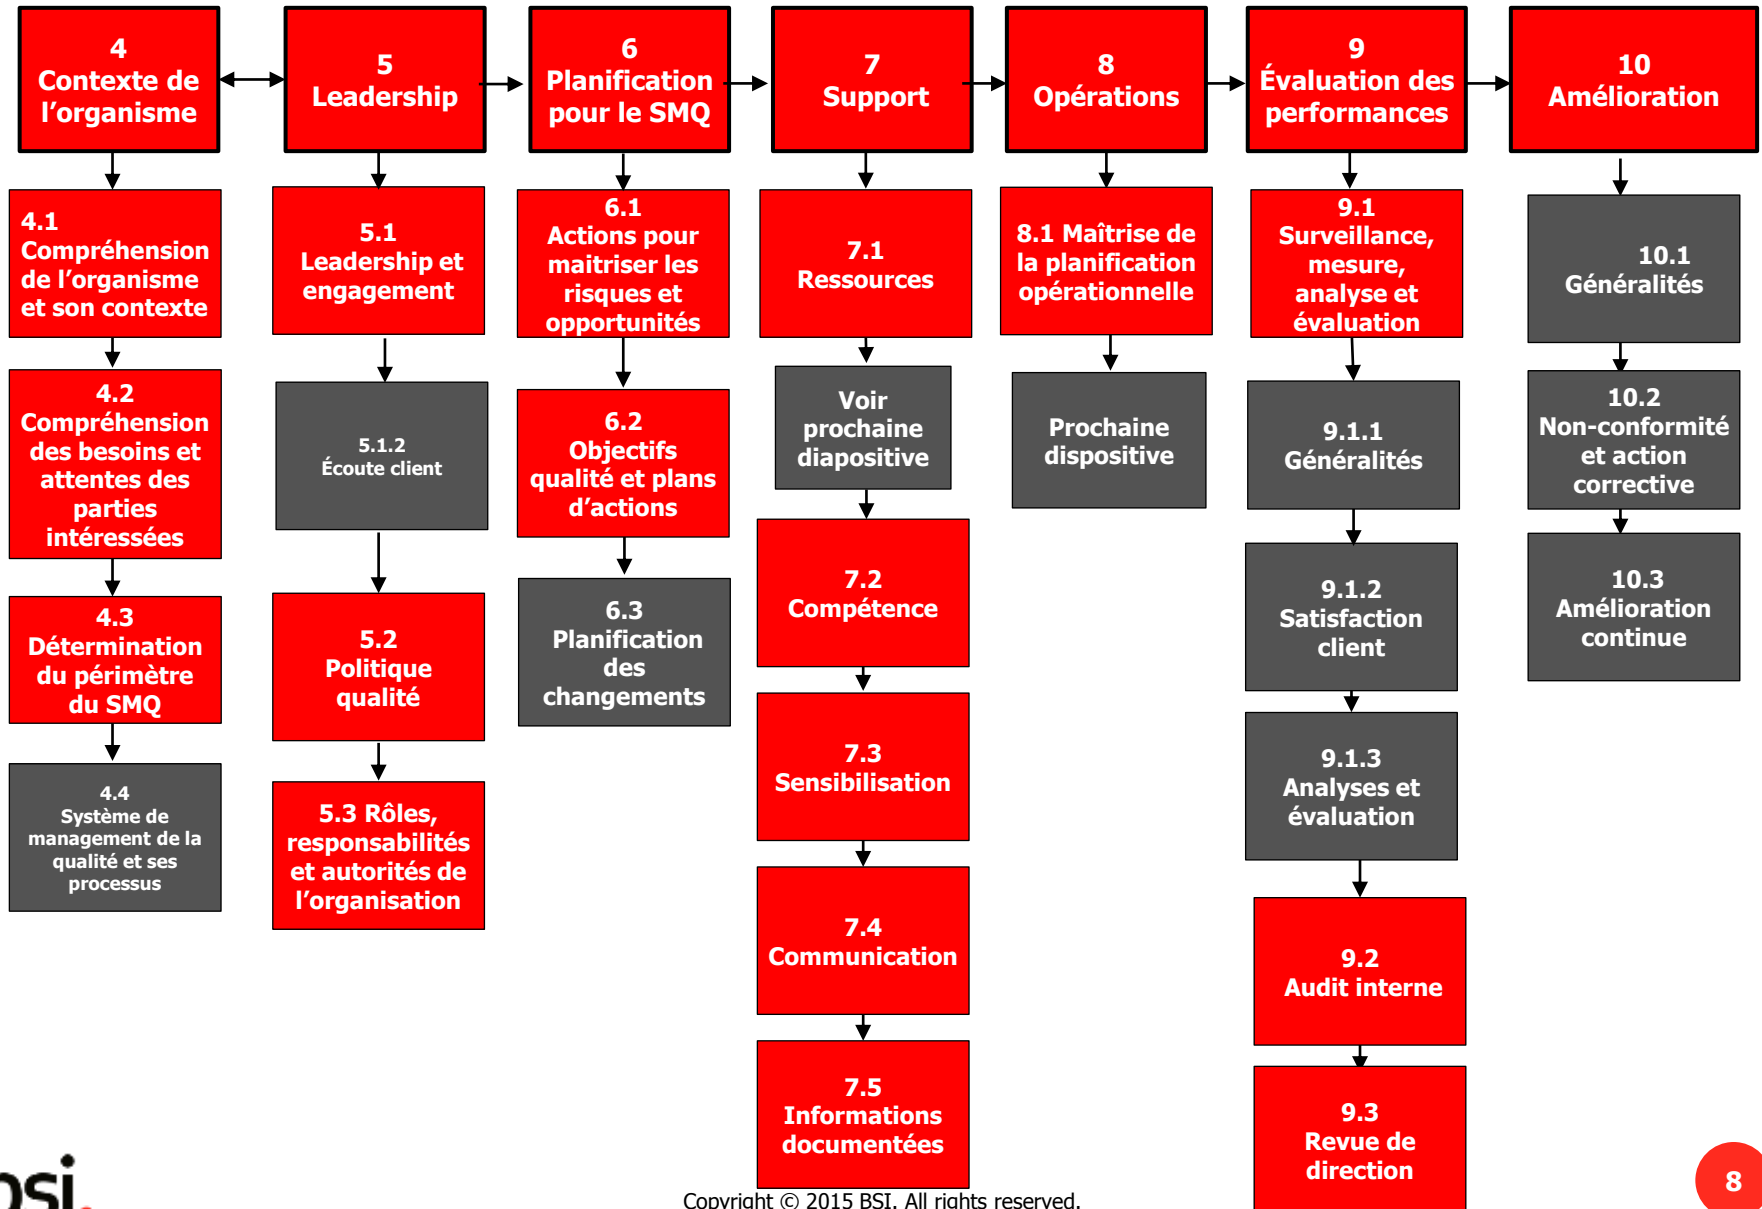 4
Contexte de
l’organisme
5
Leadership
6
Planification
pour le SMQ
7
Support
8
Opérations
9
Évaluation des
performances
10
Amélioration
4.1
Compréhension
de l’organisme
et son contexte
4.2
Compréhension
des besoins et
attentes des
parties
intéressées
4.3
Détermination
du périmètre
du SMQ
4.4
Système de
management de la
qualité et ses
processus
5.1
Leadership et
engagement
5.1.2
Écoute client
5.2
Politique
qualité
5.3 Rôles,
responsabilités
et autorités de
l’organisation
6.1
Actions pour
maitriser les
risques et
opportunités
6.2
Objectifs
qualité et plans
d’actions
6.3
Planification
des
changements
7.1
Ressources
Voir
prochaine
diapositive
7.2
Compétence
7.3
Sensibilisation
7.4
Communication
7.5
Informations
documentées
8.1 Maîtrise de
la planification
opérationnelle
Prochaine
dispositive
9.1
Surveillance,
mesure,
analyse et
évaluation
9.1.1
Généralités
9.1.2
Satisfaction
client
9.1.3
Analyses et
évaluation
9.2
Audit interne
9.3
Revue de
direction
10.1
Généralités
10.2
Non-conformité
et action
corrective
10.3
Amélioration
continue
bsi.
Copyright © 2015 BSI. All rights reserved.
8